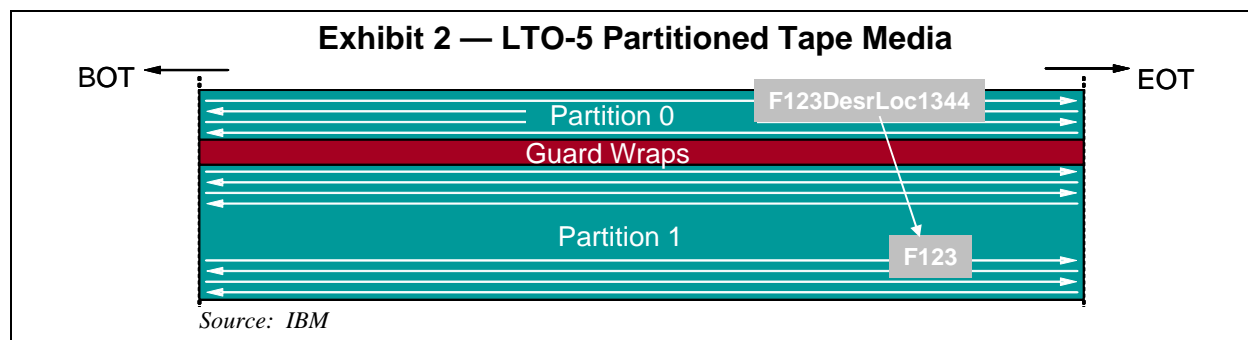 Exhibit 2 — LTO-5 Partitioned Tape Media
BOT
EOT
F123DesrLoc1344
Partition 0
Guard Wraps
Partition 1
F123
Source: IBM